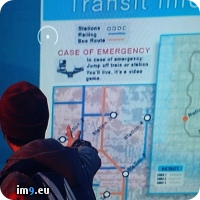 Transit Inf
Stations
Railing
Bus Route
CASE OF EMERGENCY
In case of emergency:
Jump off train or station
You'll live, it's a video
game.
im9.eu